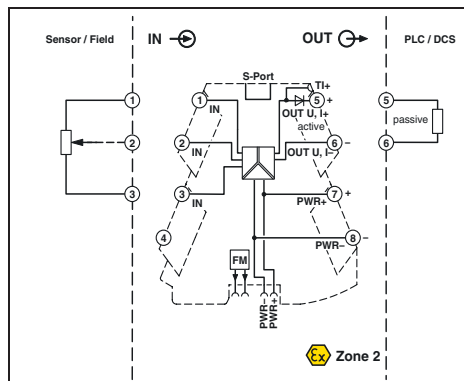 Sensor / Field
IN
OUT
PLC / DCS
S-Port
TI+
1
1
5
+
5
IN
OUT U, I+
active
passive
2
2
6
–
6
IN
OUT U, I–
3
3
7
+
IN
PWR+
4
8
–
PWR–
FM
PWR–
PWR+
Ex
Zone 2